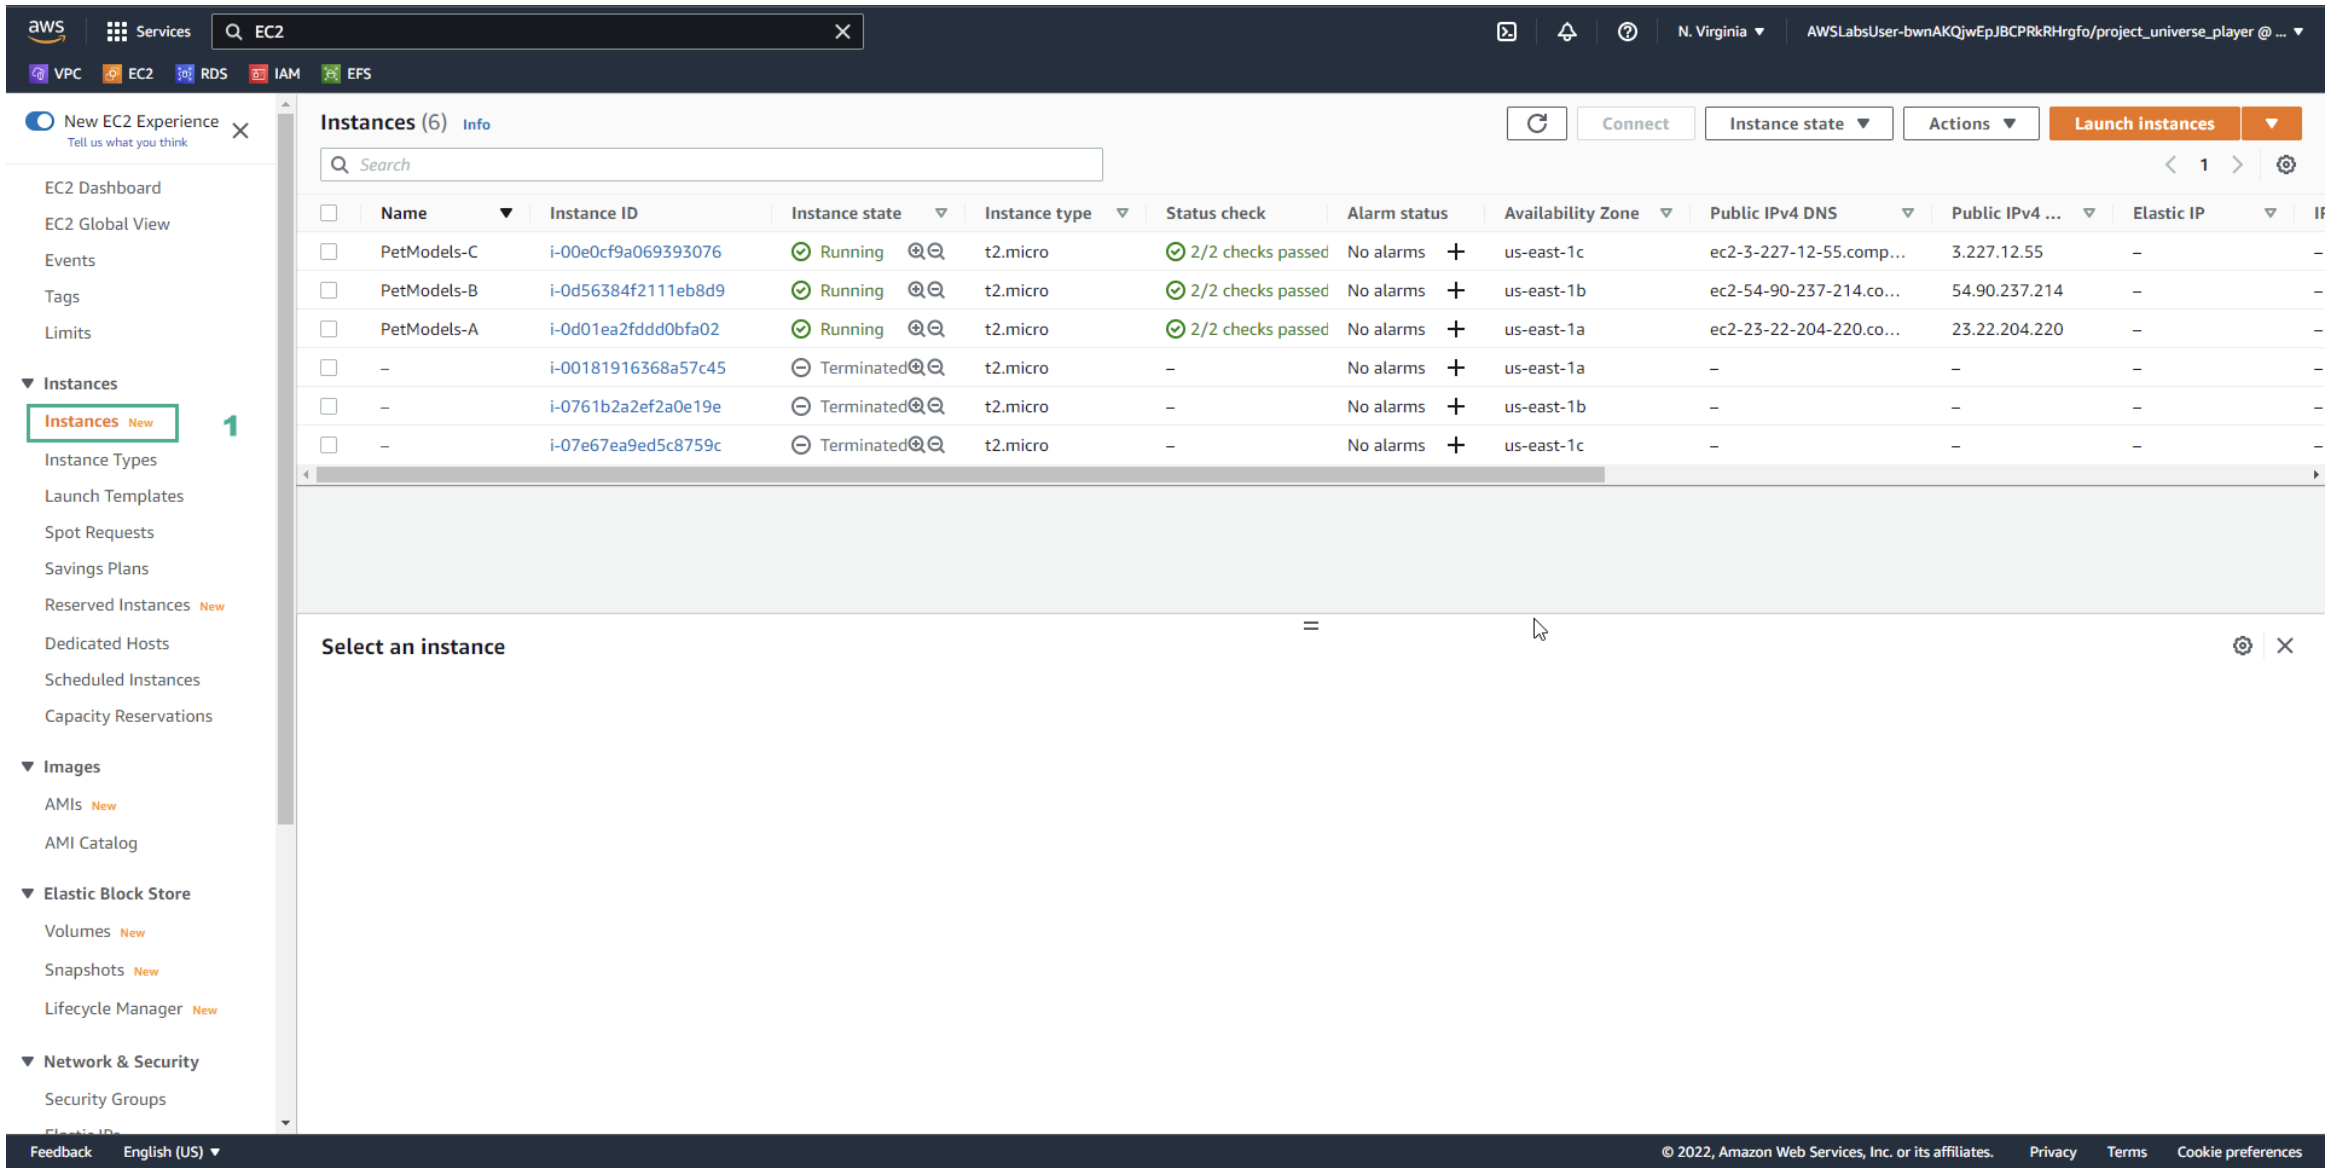 aws Services EC2 N. Virginia ▼ AWSLabsUser-bwnAKQjwEpJBCPRkRHrgfo/project_universe_player @ ... ▼
VPC EC2 RDS IAM EFS
New EC2 Experience
Tell us what you think
EC2 Dashboard
EC2 Global View
Events
Tags
Limits
Instances
Instances New 1
Instance Types
Launch Templates
Spot Requests
Savings Plans
Reserved Instances New
Dedicated Hosts
Scheduled Instances
Capacity Reservations
Images
AMIs New
AMI Catalog
Elastic Block Store
Volumes New
Snapshots New
Lifecycle Manager New
Network & Security
Security Groups
Instances (6) Info Connect Instance state ▼ Actions ▼ Launch instances ▼
Search < 1 >
Name Instance ID Instance state Instance type Status check Alarm status Availability Zone Public IPv4 DNS Public IPv4 ... Elastic IP
PetModels-C i-00e0cf9a069393076 Running t2.micro 2/2 checks passed No alarms + us-east-1c ec2-3-227-12-55.comp... 3.227.12.55 – –
PetModels-B i-0d56384f2111eb8d9 Running t2.micro 2/2 checks passed No alarms + us-east-1b ec2-54-90-237-214.co... 54.90.237.214 – –
PetModels-A i-0d01ea2fddd0bfa02 Running t2.micro 2/2 checks passed No alarms + us-east-1a ec2-23-22-204-220.co... 23.22.204.220 – –
– i-00181916368a57c45 Terminated t2.micro – No alarms + us-east-1a – – – –
– i-0761b2a2ef2a0e19e Terminated t2.micro – No alarms + us-east-1b – – – –
– i-07e67ea9ed5c8759c Terminated t2.micro – No alarms + us-east-1c – – – –
Select an instance
Feedback English (US) ▼ © 2022, Amazon Web Services, Inc. or its affiliates. Privacy Terms Cookie preferences